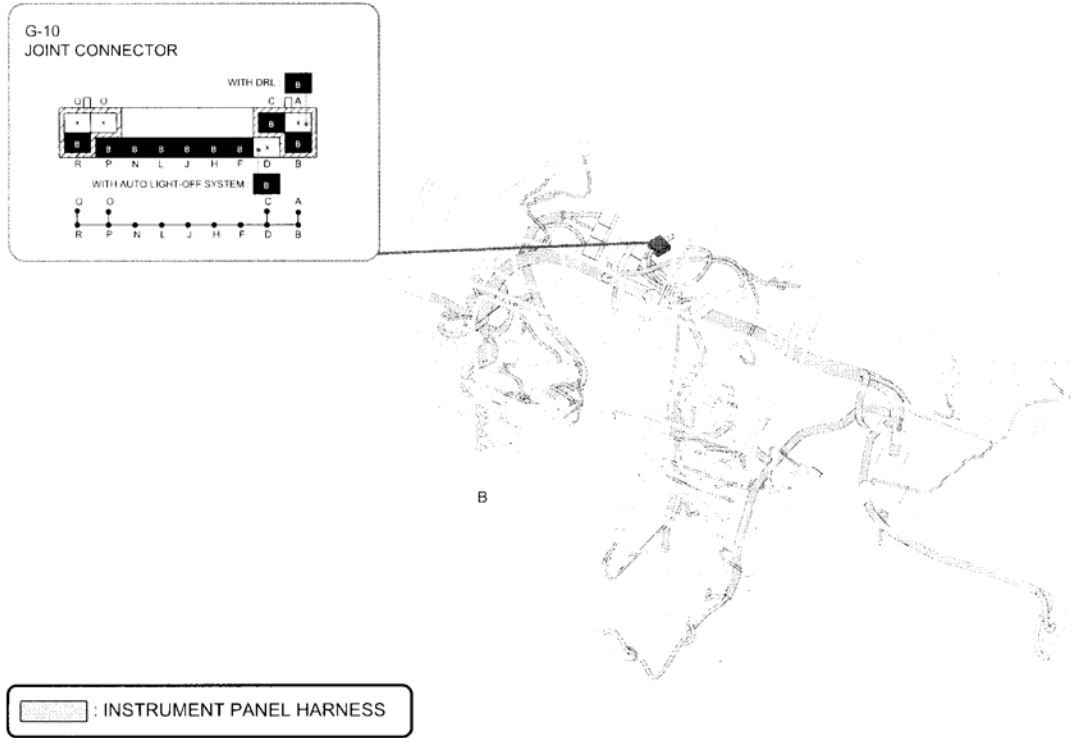 G-10
JOINT CONNECTOR
WITH DRL : B
Q O C A
x x B x
B B B B B B B x B
R P N L J H F D B
WITH AUTO LIGHT-OFF SYSTEM : B
Q O C A
R P N L J H F D B
B
: INSTRUMENT PANEL HARNESS